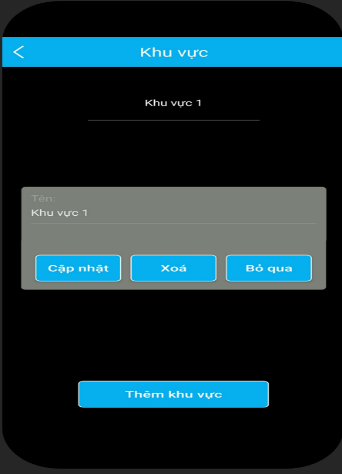 Khu vực
Khu vực 1
Tên:
Khu vực 1
Cập nhật Xoá Bỏ qua
Thêm khu vực